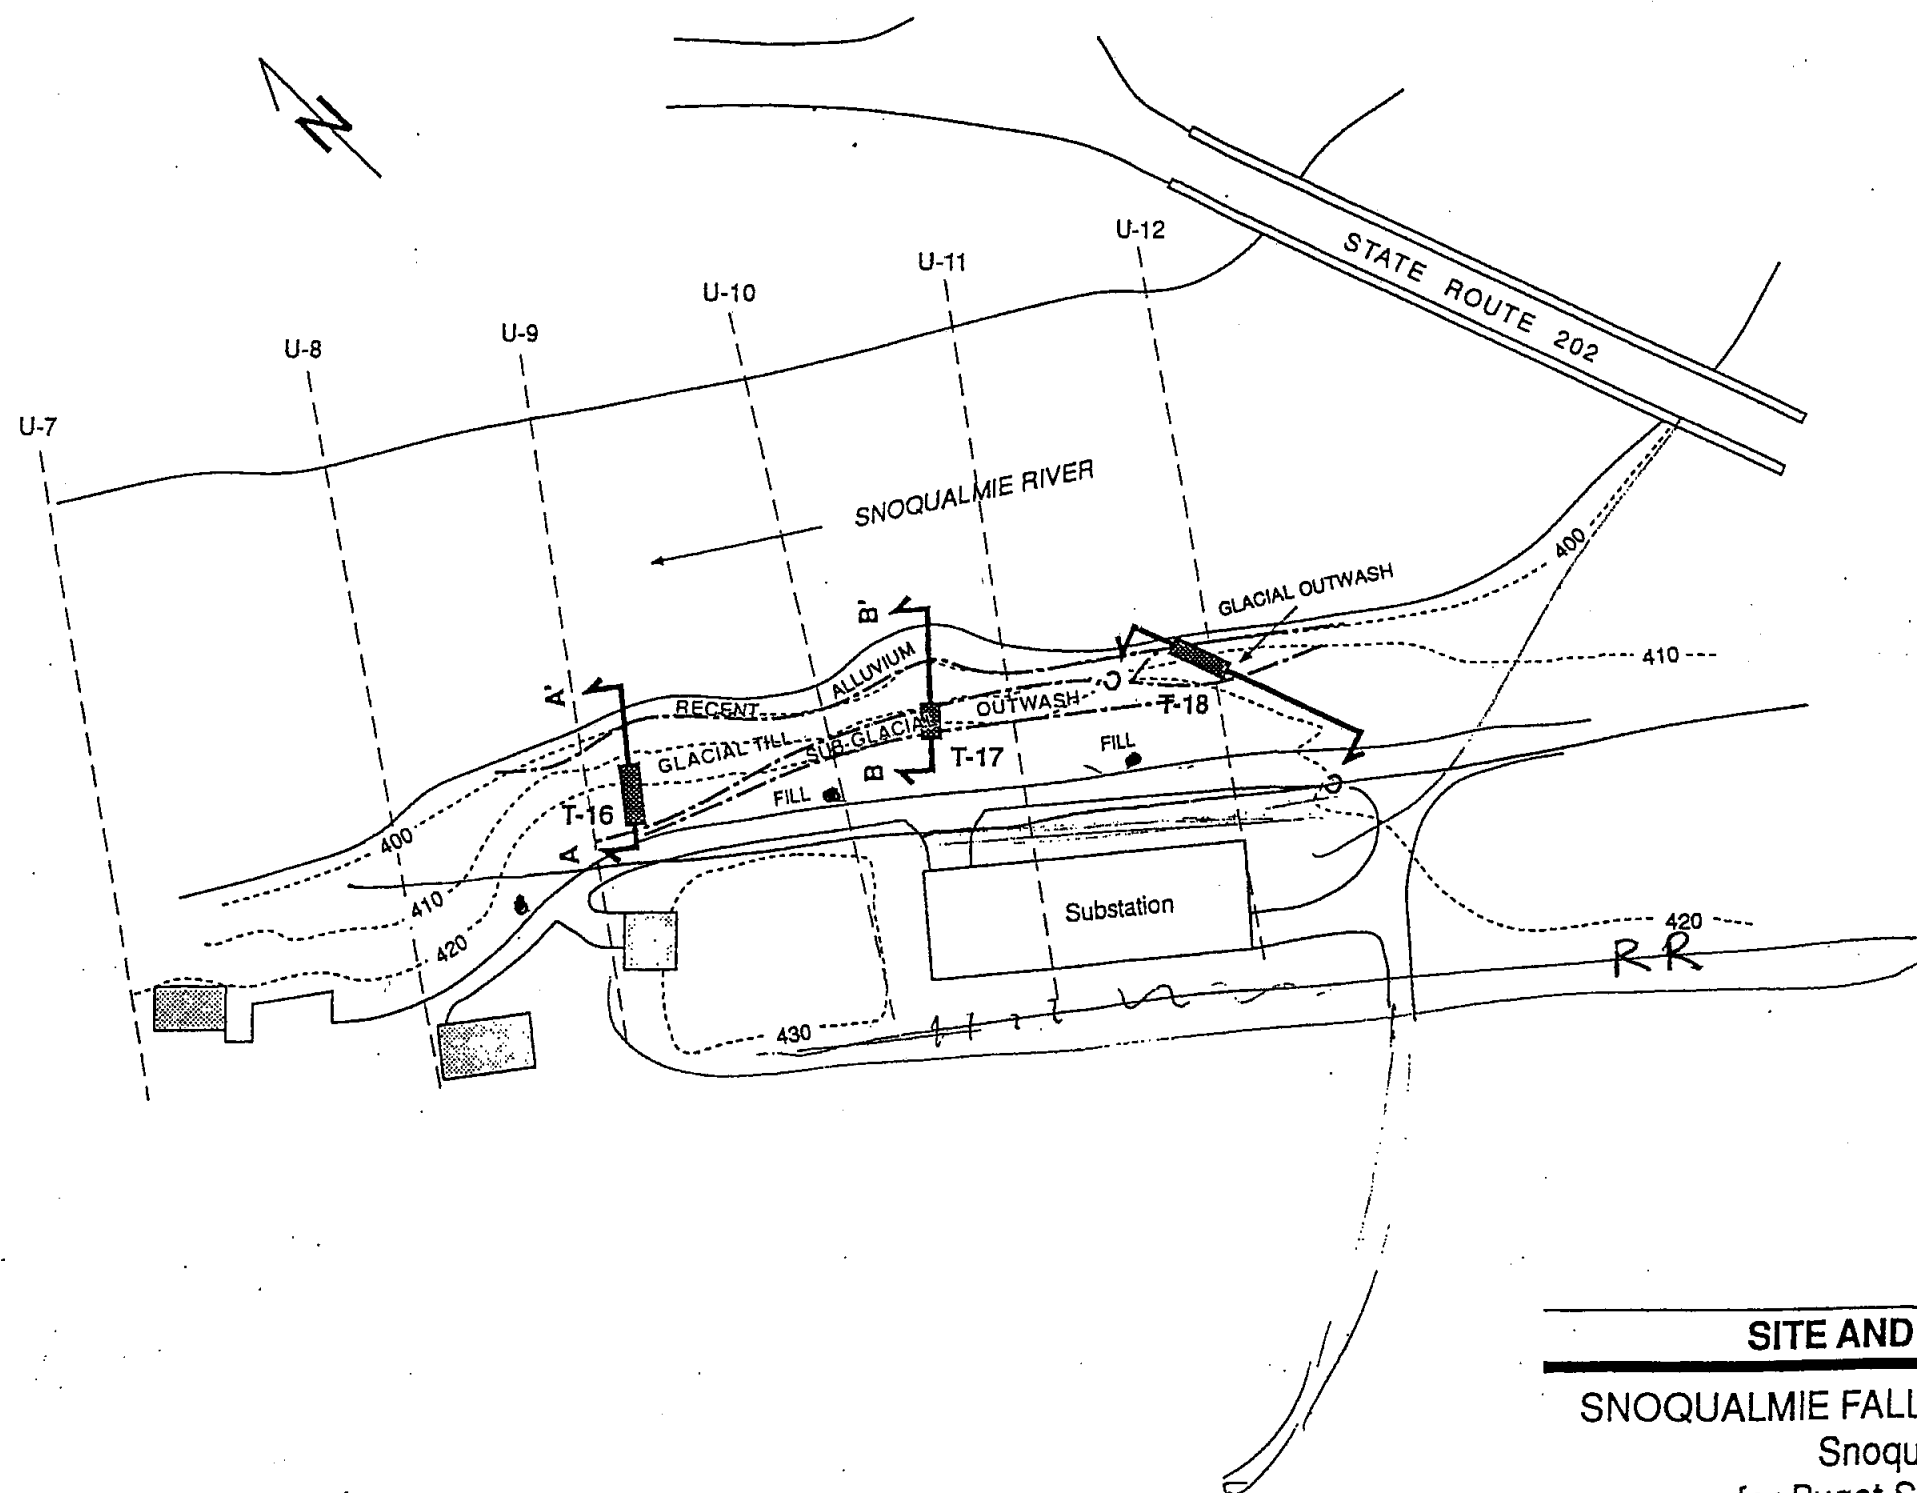 N
U-12
U-11
U-10
U-9
U-8
U-7
STATE ROUTE 202
SNOQUALMIE RIVER
400
GLACIAL OUTWASH
410
B'
A'
RECENT
ALLUVIUM
C
OUTWASH
T-18
GLACIAL TILL
SUB-GLACIAL
T-17
FILL
B
FILL
T-16
C
400
A
410
Substation
420
420
RR
430
SITE AND
SNOQUALMIE FALL
Snoqu